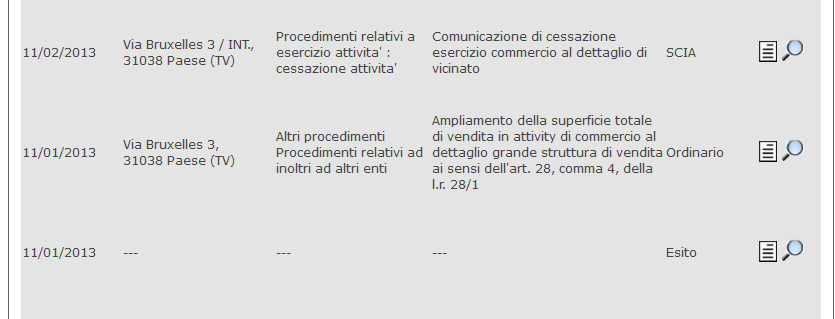 11/02/2013
Via Bruxelles 3 / INT.,
31038 Paese (TV)
Procedimenti relativi a
esercizio attivita' :
cessazione attivita'
Comunicazione di cessazione
esercizio commercio al dettaglio di
vicinato
SCIA
11/01/2013
Via Bruxelles 3,
31038 Paese (TV)
Altri procedimenti
Procedimenti relativi ad
inoltri ad altri enti
Ampliamento della superficie totale
di vendita in attivity di commercio al
dettaglio grande struttura di vendita
ai sensi dell'art. 28, comma 4, della
l.r. 28/1
Ordinario
11/01/2013
---
---
---
Esito